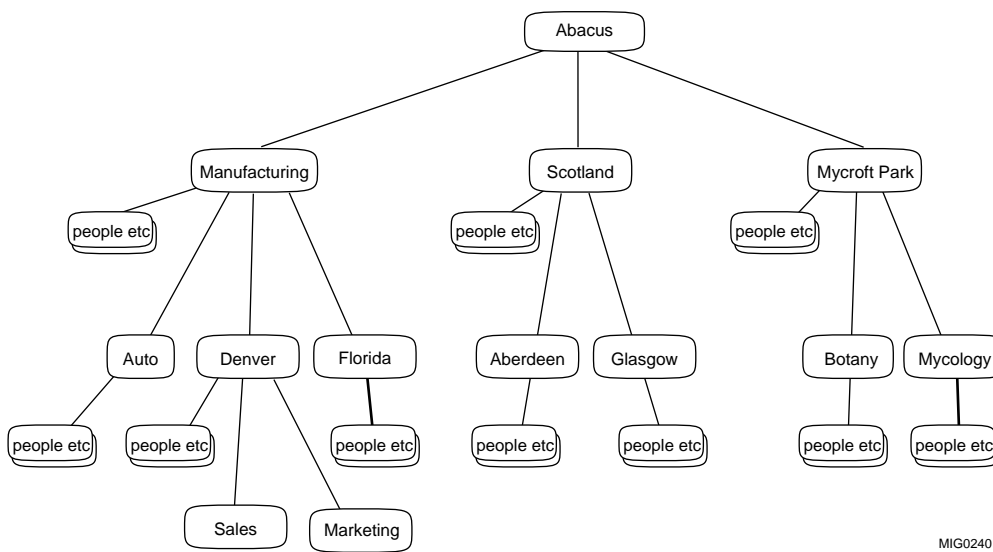 Abacus
Manufacturing
Scotland
Mycroft Park
people etc
people etc
people etc
Auto
Denver
Florida
Aberdeen
Glasgow
Botany
Mycology
people etc
people etc
people etc
people etc
people etc
people etc
people etc
Sales
Marketing
MIG0240